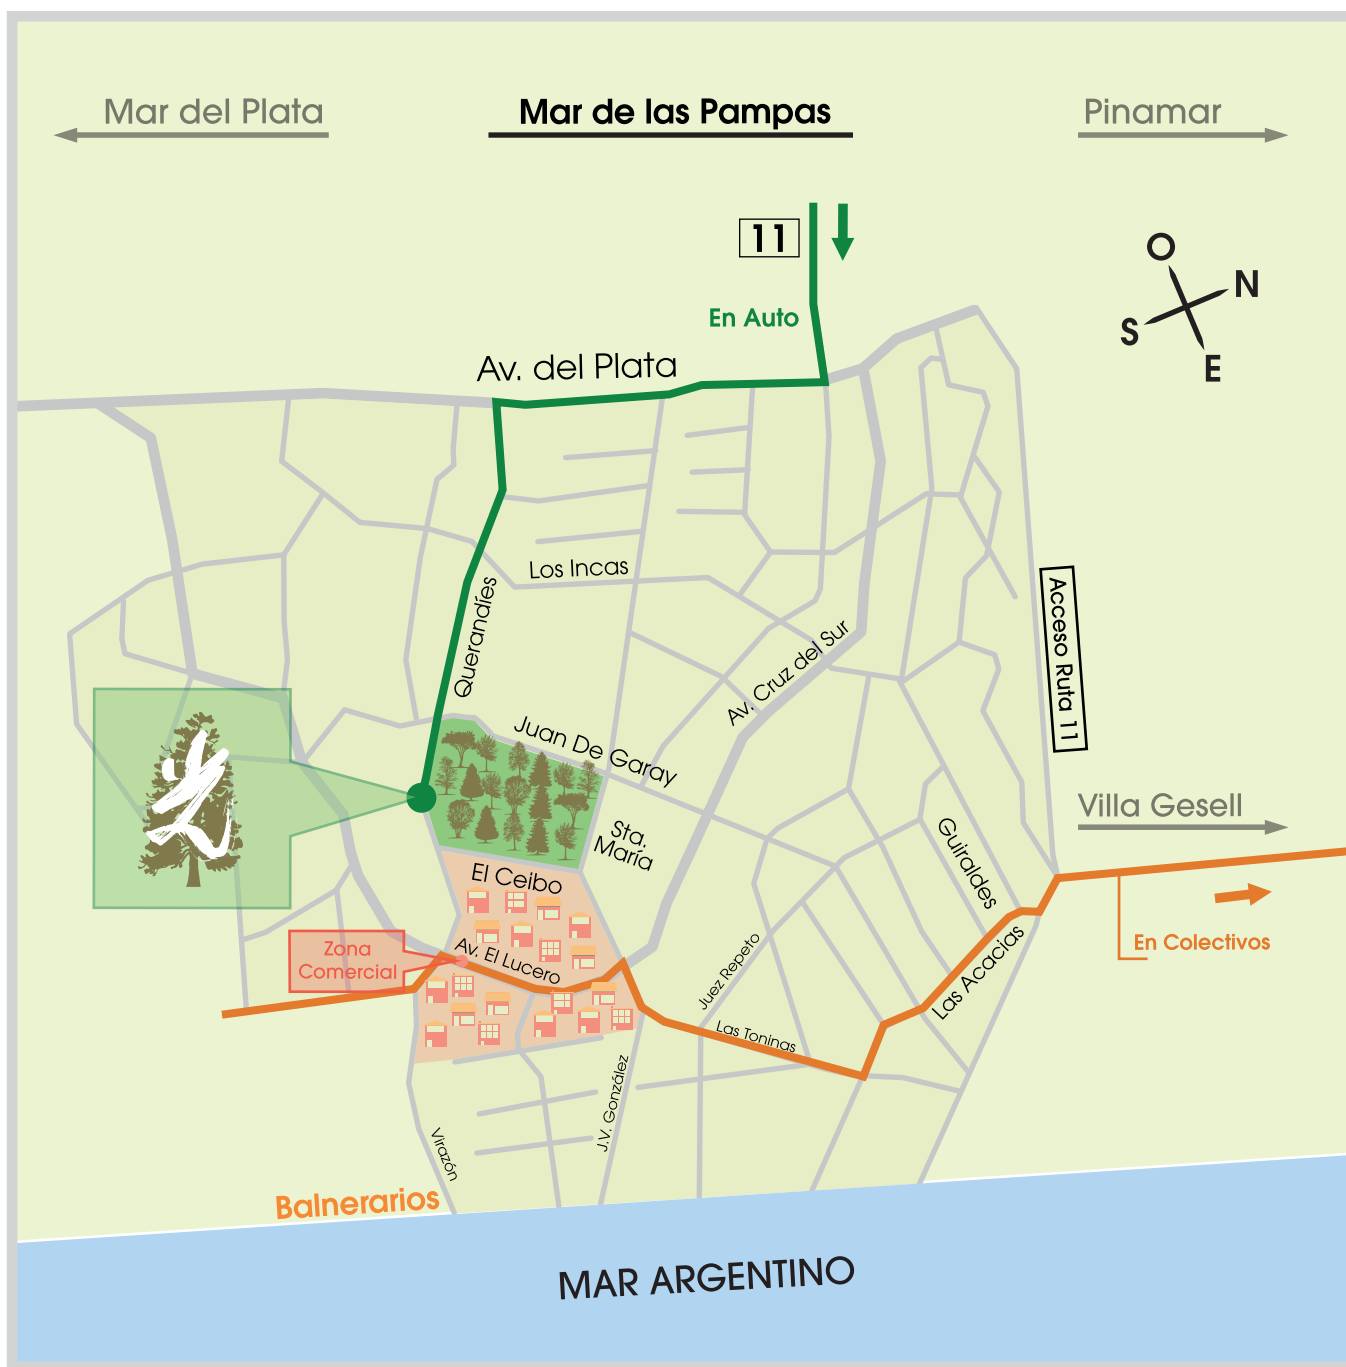 Mar del Plata
Mar de las Pampas
Pinamar
11
O
N
S
E
En Auto
Av. del Plata
Los Incas
Querandíes
Acceso Ruta 11
Av. Cruz del Sur
Juan De Garay
Villa Gesell
Sta.
María
Guiraldes
El Ceibo
Zona
Comercial
Av. El Lucero
Juez Repeto
Las Acacias
En Colectivos
Las Toninas
J.V. González
Virazón
Balnerarios
MAR ARGENTINO